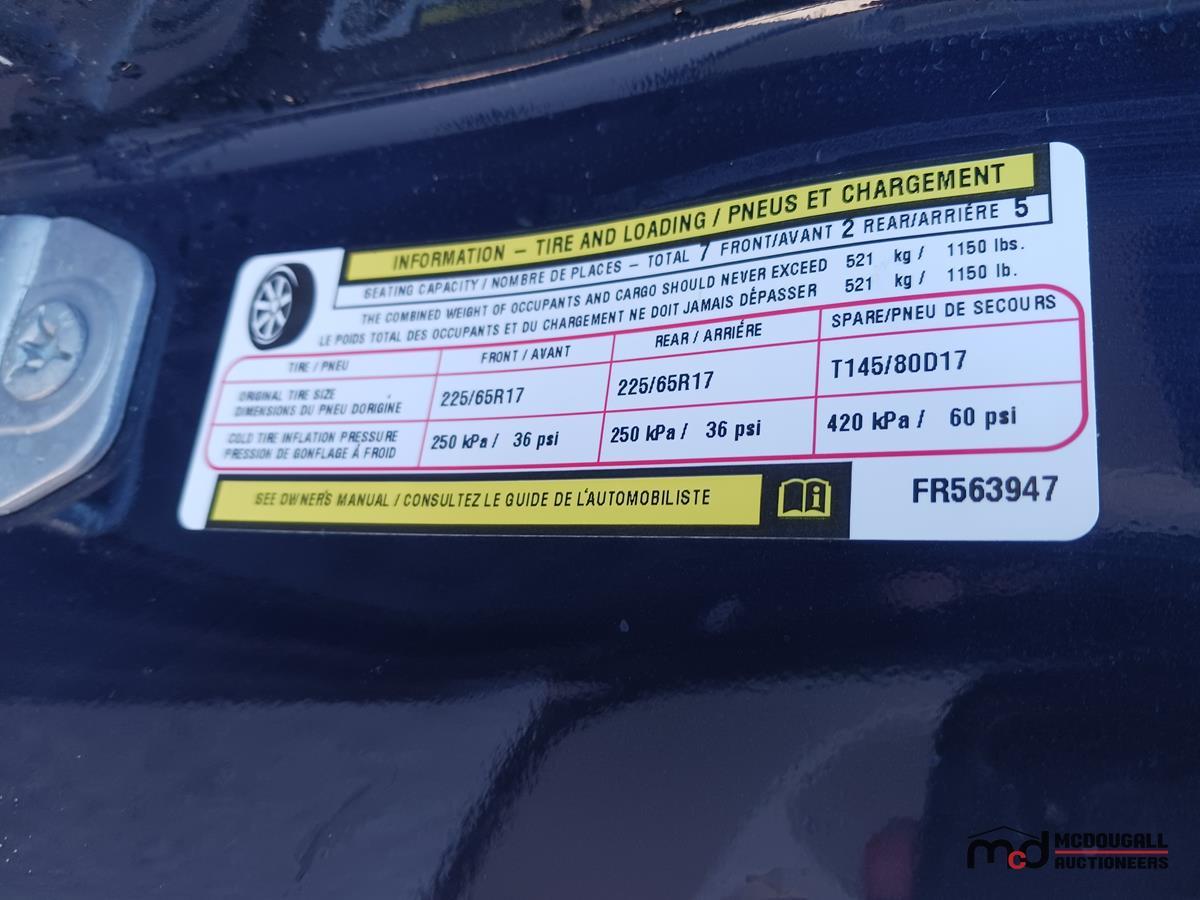 INFORMATION – TIRE AND LOADING / PNEUS ET CHARGEMENT
SEATING CAPACITY / NOMBRE DE PLACES – TOTAL 7 FRONT/AVANT 2 REAR/ARRIÉRE 5
THE COMBINED WEIGHT OF OCCUPANTS AND CARGO SHOULD NEVER EXCEED 521 kg / 1150 lbs.
LE POIDS TOTAL DES OCCUPANTS ET DU CHARGEMENT NE DOIT JAMAIS DÉPASSER 521 kg / 1150 lb.
TIRE / PNEU FRONT / AVANT REAR / ARRIÉRE SPARE/PNEU DE SECOURS
ORIGINAL TIRE SIZE
DIMENSIONS DU PNEU DORIGINE
225/65R17 225/65R17 T145/80D17
COLD TIRE INFLATION PRESSURE
PRESSION DE GONFLAGE Á FROID
250 kPa / 36 psi 250 kPa / 36 psi 420 kPa / 60 psi
SEE OWNER'S MANUAL / CONSULTEZ LE GUIDE DE L'AUTOMOBILISTE
FR563947
mcd MCDOUGALL
AUCTIONEERS